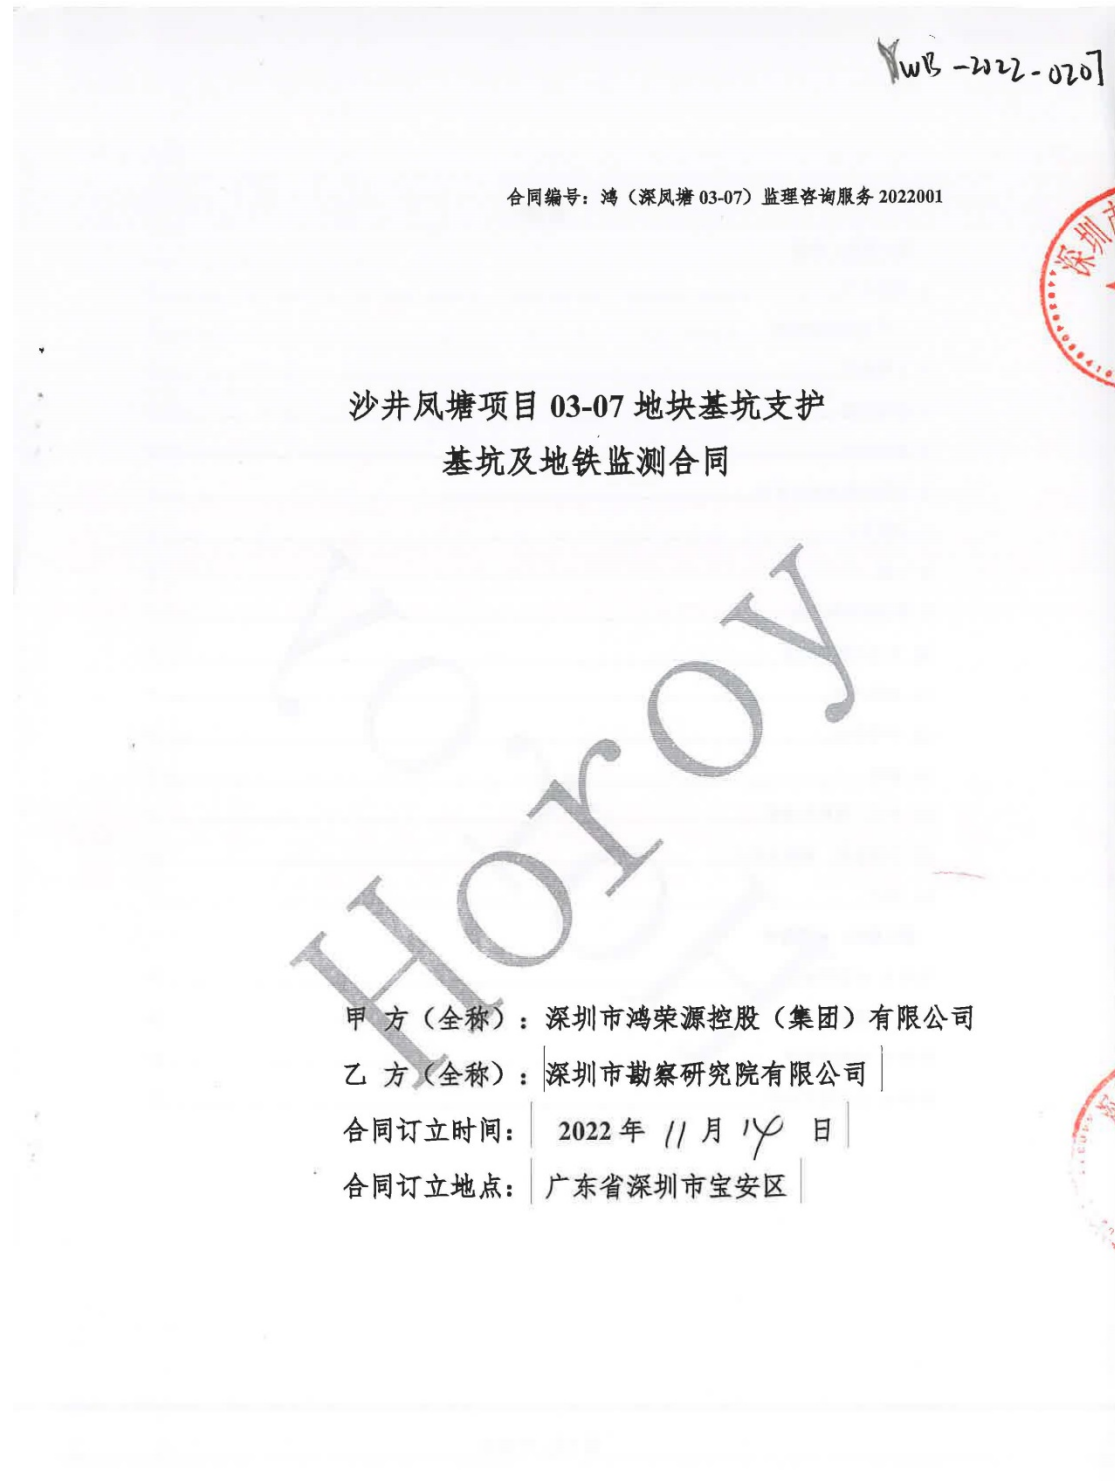 YWB-2022-0207
合同编号：鸿（深凤塘 03-07）监理咨询服务 2022001
深圳市
沙井凤塘项目 03-07 地块基坑支护
基坑及地铁监测合同
Horoy
甲 方（全称）：深圳市鸿荣源控股（集团）有限公司
乙 方（全称）：深圳市勘察研究院有限公司
合同订立时间： 2022 年 11 月 14 日
合同订立地点： 广东省深圳市宝安区
深